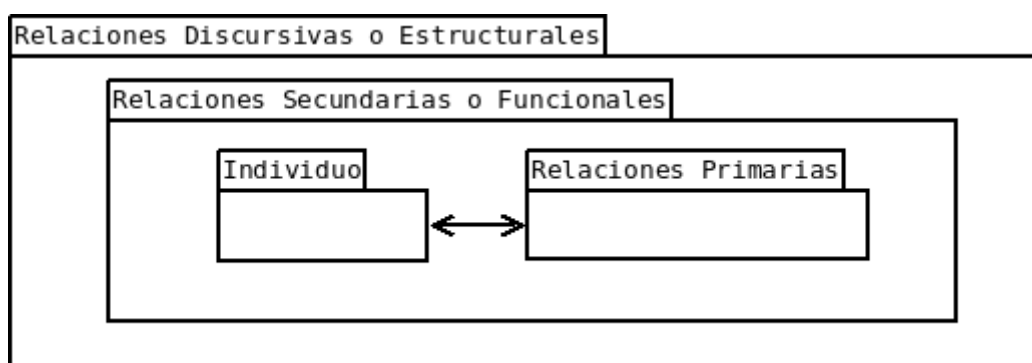 Relaciones Discursivas o Estructurales
Relaciones Secundarias o Funcionales
Individuo
Relaciones Primarias